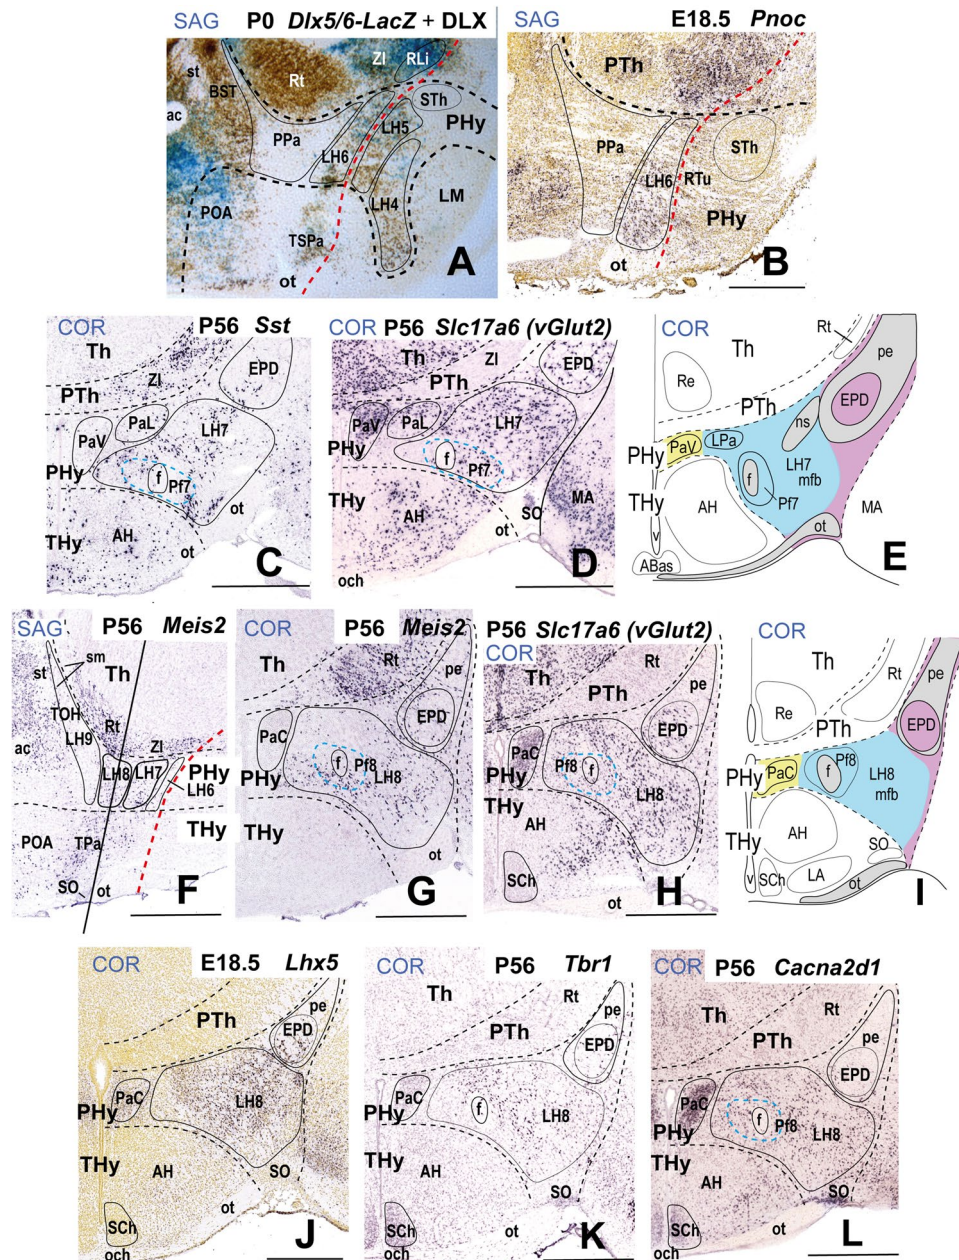 SAG P0 Dlx5/6-LacZ + DLX
st
BST
Rt
ZI
RLi
ac
STh
PPa
LH6
LH5
PHy
POA
LH4
LM
TSPa
ot
A
SAG E18.5 Pnoc
PTh
PPa
STh
LH6
RTu
PHy
ot
B
COR P56 Sst
Th
ZI
EPD
PTh
PaV
PaL
LH7
PHy
f
Pf7
ot
THy
AH
ot
C
COR P56 Slc17a6 (vGlut2)
Th
ZI
EPD
PTh
PaV
PaL
LH7
PHy
f
Pf7
THy
AH
SO
MA
ot
och
D
COR
Rt
Th
pe
Re
PTh
EPD
ns
PHy
PaV
LPa
LH7
mfb
f
Pf7
THy
AH
MA
v
ot
ABas
E
SAG P56 Meis2
sm
st
Th
TOH
Rt
ac
LH9
ZI
LH8
LH7
PHy
LH6
THy
POA
TPa
SO
ot
F
COR P56 Meis2
Th
Rt
pe
EPD
PaC
Pf8
f
PHy
LH8
THy
ot
G
P56 Slc17a6 (vGlut2)
COR
Rt
Th
pe
PTh
EPD
PaC
Pf8
f
PHy
LH8
THy
AH
SCh
ot
H
COR
Th
Rt
pe
Re
EPD
PTh
Pf8
PHy
PaC
f
LH8
mfb
THy
AH
SO
v
SCh
LA
ot
I
COR E18.5 Lhx5
pe
PTh
EPD
PaC
LH8
PHy
THy
AH
SO
SCh
ot
och
J
COR P56 Tbr1
Th
Rt
pe
PTh
EPD
PaC
f
LH8
PHy
THy
AH
SO
SCh
ot
och
K
COR P56 Cacna2d1
Th
Rt
PTh
pe
EPD
PaC
f
Pf8
LH8
PHy
THy
AH
SO
SCh
ot
och
L